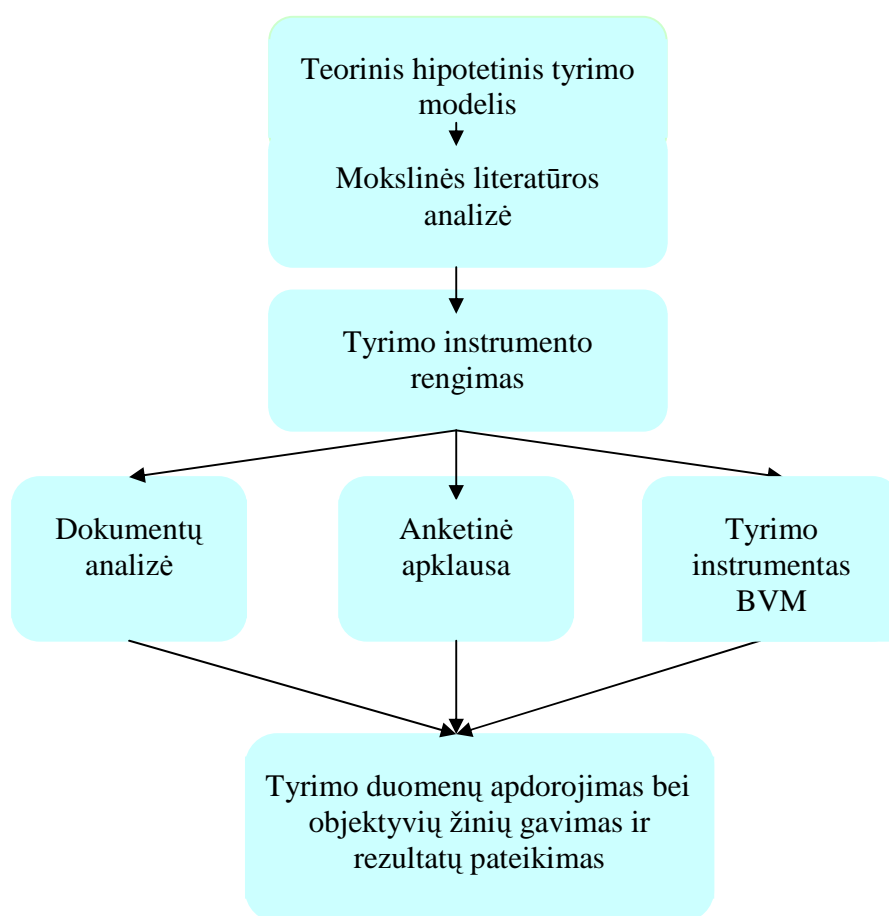 Teorinis hipotetinis tyrimo
modelis
Mokslinės literatūros
analizė
Tyrimo instrumento
rengimas
Dokumentų
analizė
Anketinė
apklausa
Tyrimo
instrumentas
BVM
Tyrimo duomenų apdorojimas bei
objektyvių žinių gavimas ir
rezultatų pateikimas